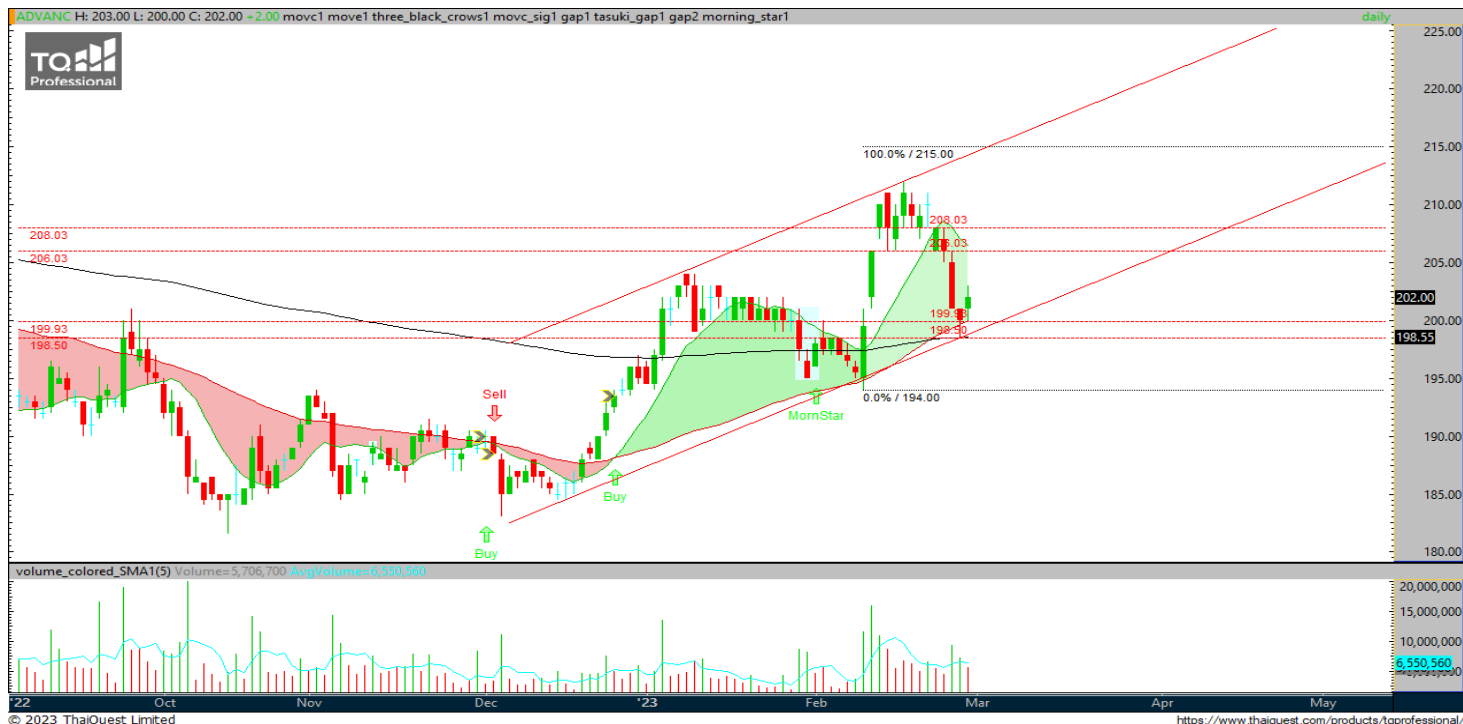 ADVANC H: 203.00 L: 200.00 C: 202.00 +2.00 movc1 move1 three_black_crows1 movc_sig1 gap1 tasuki_gap1 gap2 morning_star1 daily
TQ
Professional
225.00
220.00
215.00
100.0% / 215.00
210.00
208.03
208.03
206.03
205.00
202.00
199.93
199.93
200.00
198.50
198.50
198.55
195.00
0.0% / 194.00
Sell
MornStar
190.00
Buy
185.00
Buy
180.00
volume_colored_SMA1(5) Volume=5,706,700 AvgVolume=6,550,560
20,000,000
15,000,000
10,000,000
6,550,560
'22 Oct Nov Dec '23 Feb Mar Apr May
© 2023 ThaiQuest Limited https://www.thaiquest.com/products/tqprofessional/